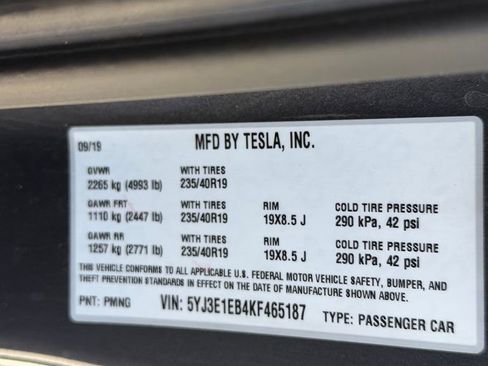 09/19 MFD BY TESLA, INC.
GVWR WITH TIRES
2265 kg (4993 lb) 235/40R19
GAWR FRT WITH TIRES RIM COLD TIRE PRESSURE
1110 kg (2447 lb) 235/40R19 19X8.5 J 290 kPa, 42 psi
GAWR RR WITH TIRES RIM COLD TIRE PRESSURE
1257 kg (2771 lb) 235/40R19 19X8.5 J 290 kPa, 42 psi
THIS VEHICLE CONFORMS TO ALL APPLICABLE U.S. FEDERAL MOTOR VEHICLE SAFETY, BUMPER, AND
THEFT PREVENTION STANDARDS IN EFFECT ON THE DATE OF MANUFACTURE SHOWN ABOVE.
PNT: PMNG VIN: 5YJ3E1EB4KF465187 TYPE: PASSENGER CAR